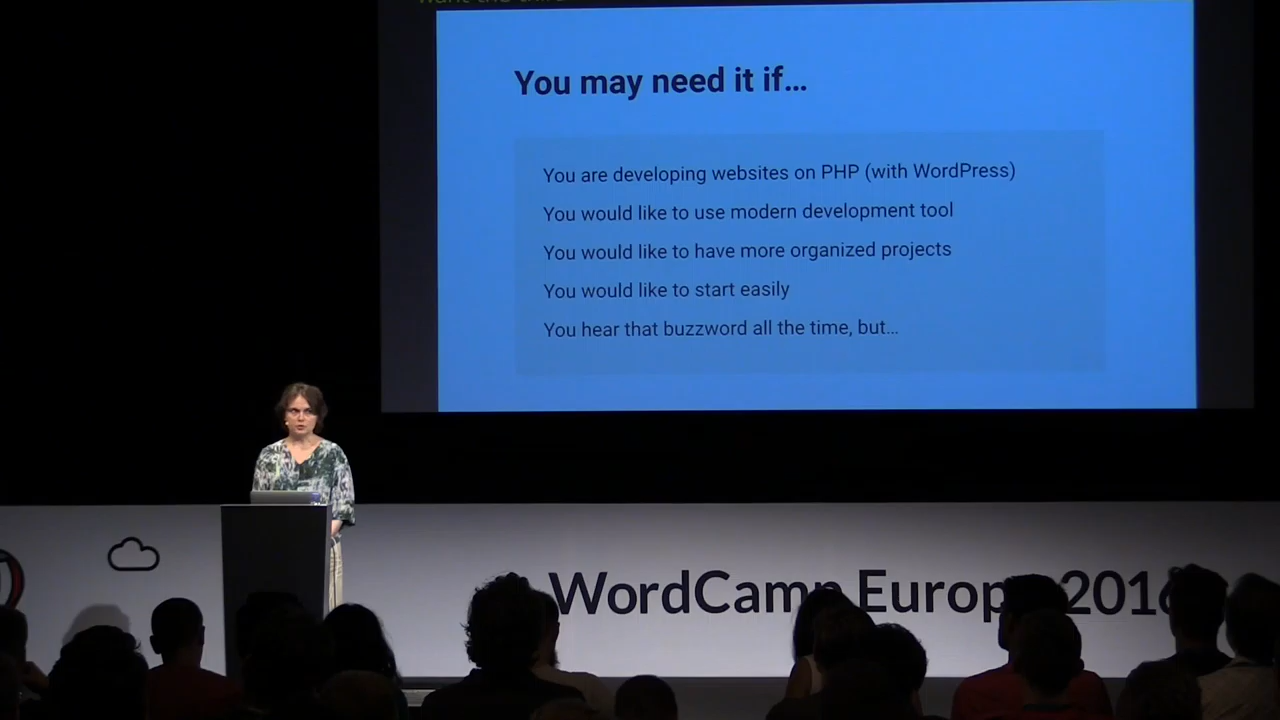 You may need it if...
You are developing websites on PHP (with WordPress)
You would like to use modern development tool
You would like to have more organized projects
You would like to start easily
You hear that buzzword all the time, but...
WordCamp Europe 2016